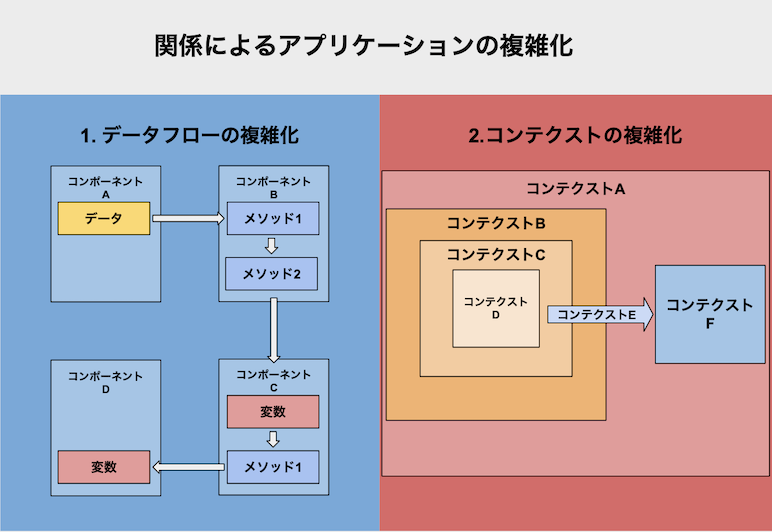 関係によるアプリケーションの複雑化
1. データフローの複雑化
コンポーネント
A
データ
コンポーネント
B
メソッド1
メソッド2
コンポーネント
D
変数
コンポーネント
C
変数
メソッド1
2.コンテクストの複雑化
コンテクストA
コンテクストB
コンテクストC
コンテクスト
D
コンテクストE
コンテクスト
F